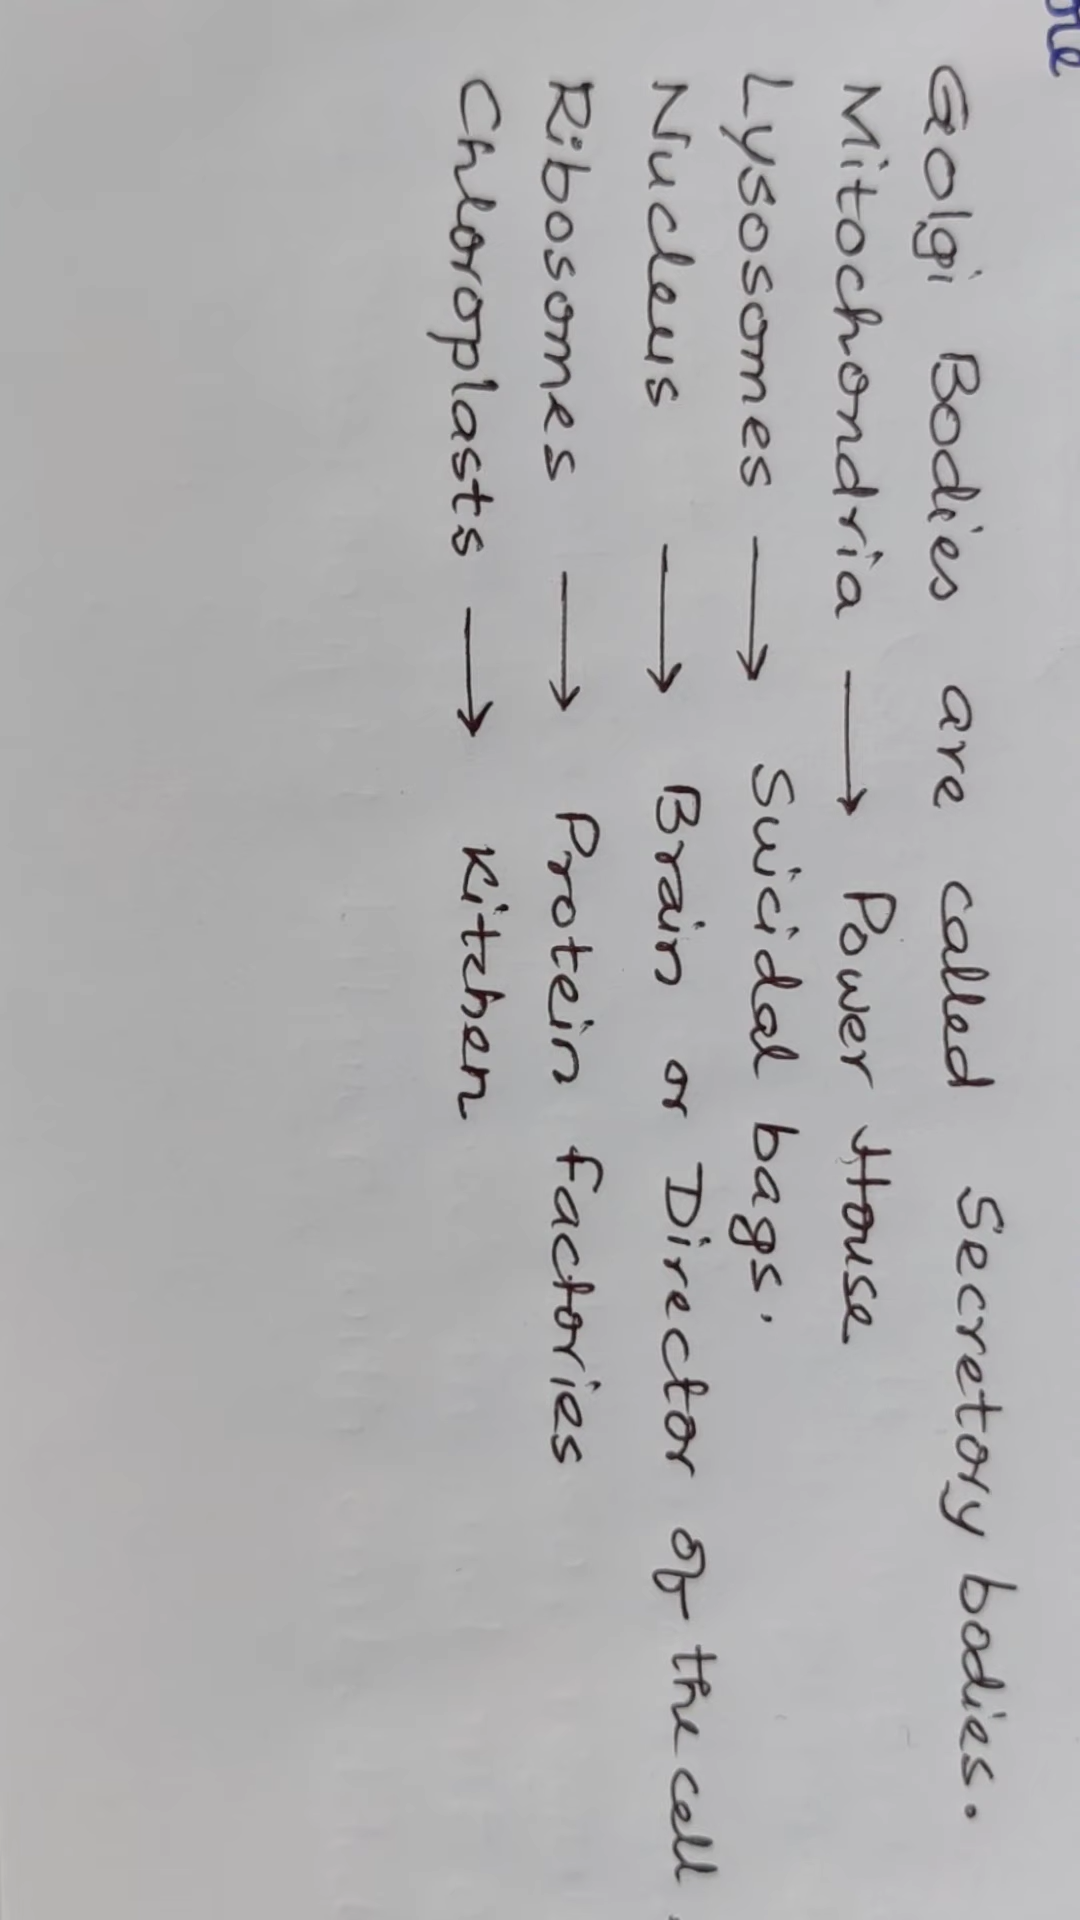 Golgi Bodies are called Secretory bodies.
Mitochondria → Power House
Lysosomes → Suicidal bags.
Nucleus → Brain or Director of the cell.
Ribosomes → Protein factories
Chloroplasts → Kitchen